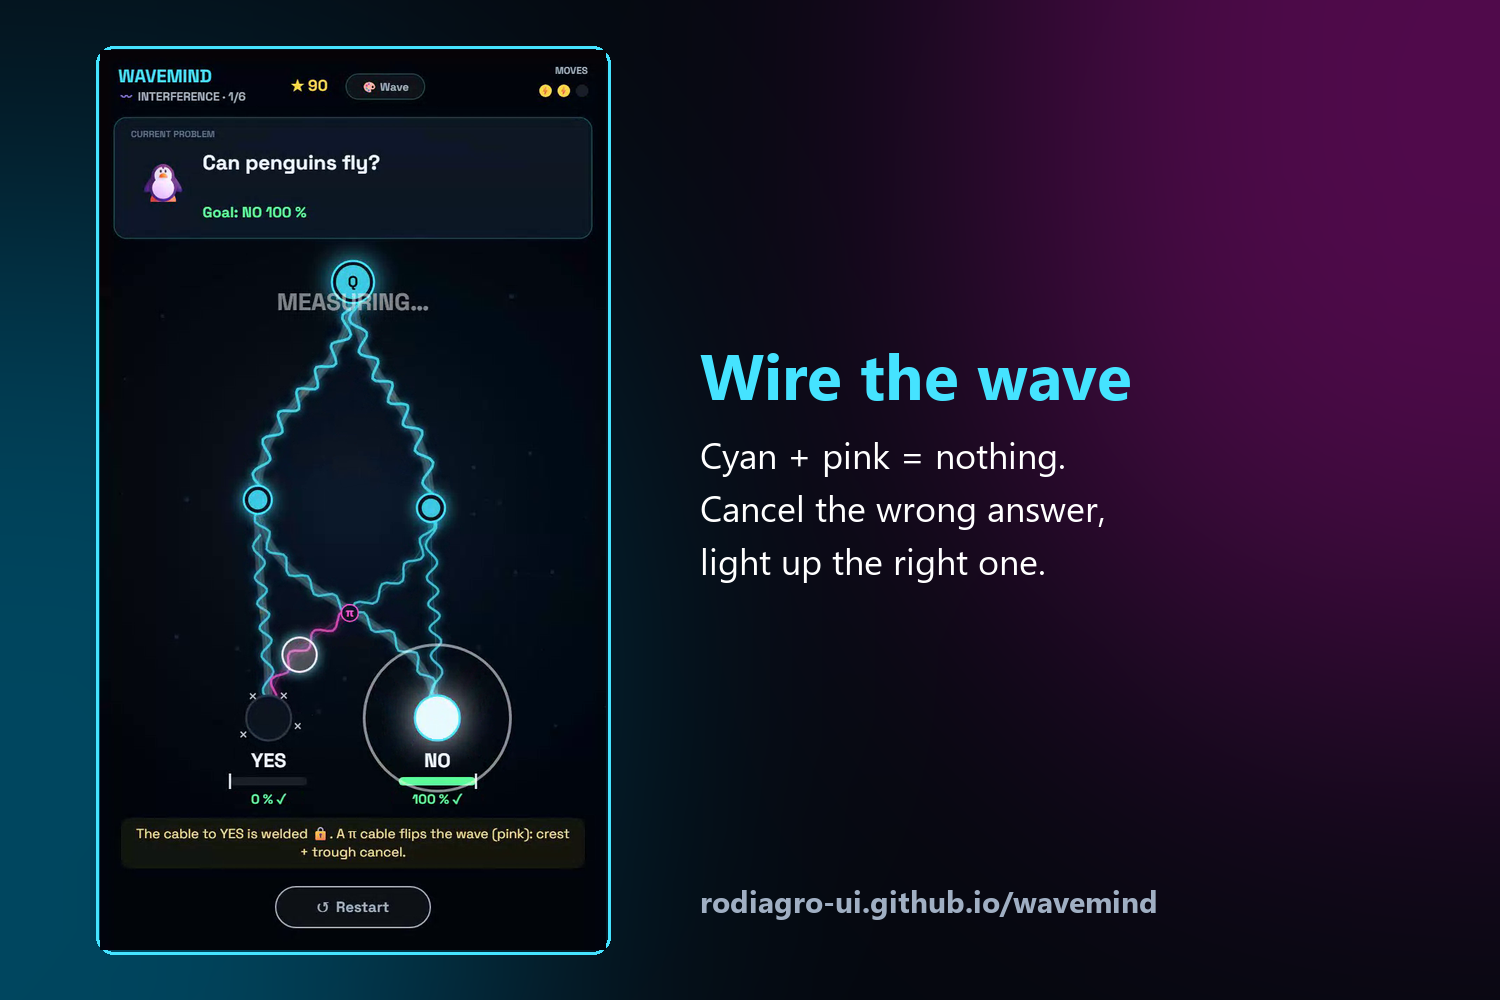 WAVEMIND
INTERFERENCE · 1/6
★ 90
Wave
MOVES
CURRENT PROBLEM
Can penguins fly?
Goal: NO 100 %
Q
MEASURING...
π
YES
NO
0 % ✓
100 % ✓
The cable to YES is welded 🔒. A π cable flips the wave (pink): crest
+ trough cancel.
↺ Restart
Wire the wave
Cyan + pink = nothing.
Cancel the wrong answer,
light up the right one.
rodiagro-ui.github.io/wavemind